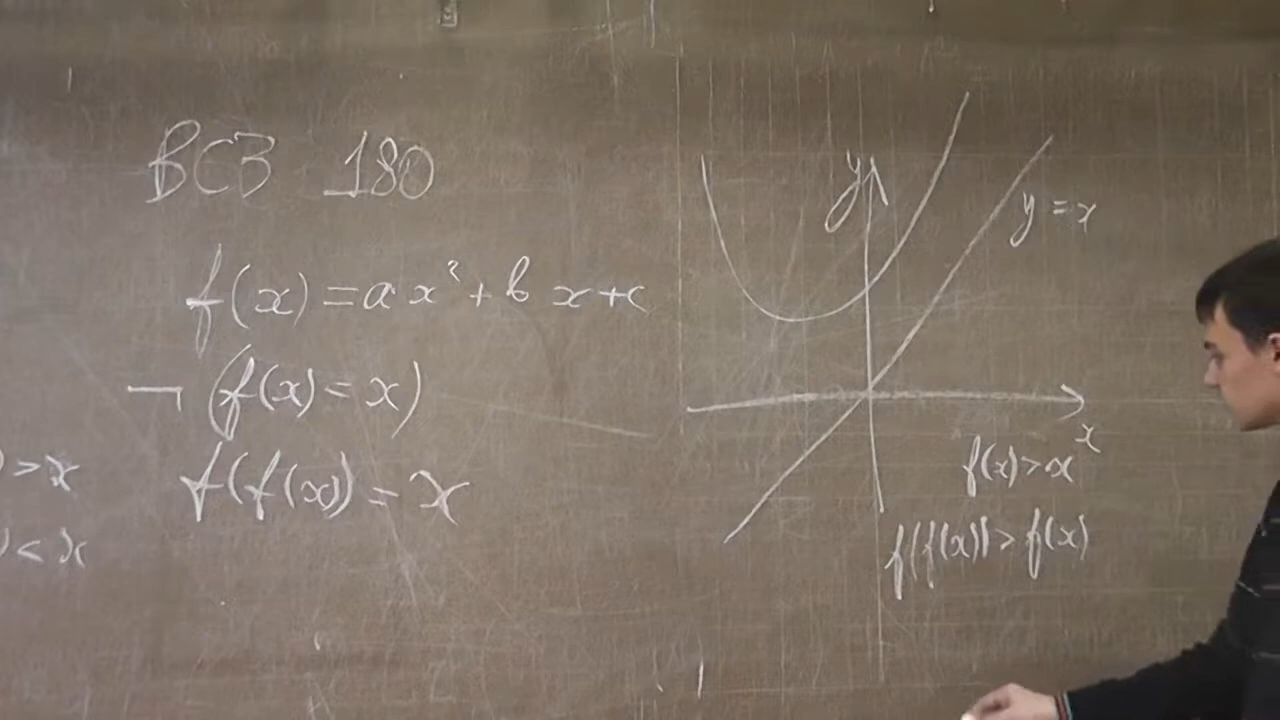 ВСЗ 180
f(x) = ax² + bx + c
¬ (f(x) = x)
f(f(x)) = x
) > x
) < x
y
y = x
x
f(x) > x
f(f(x)) > f(x)